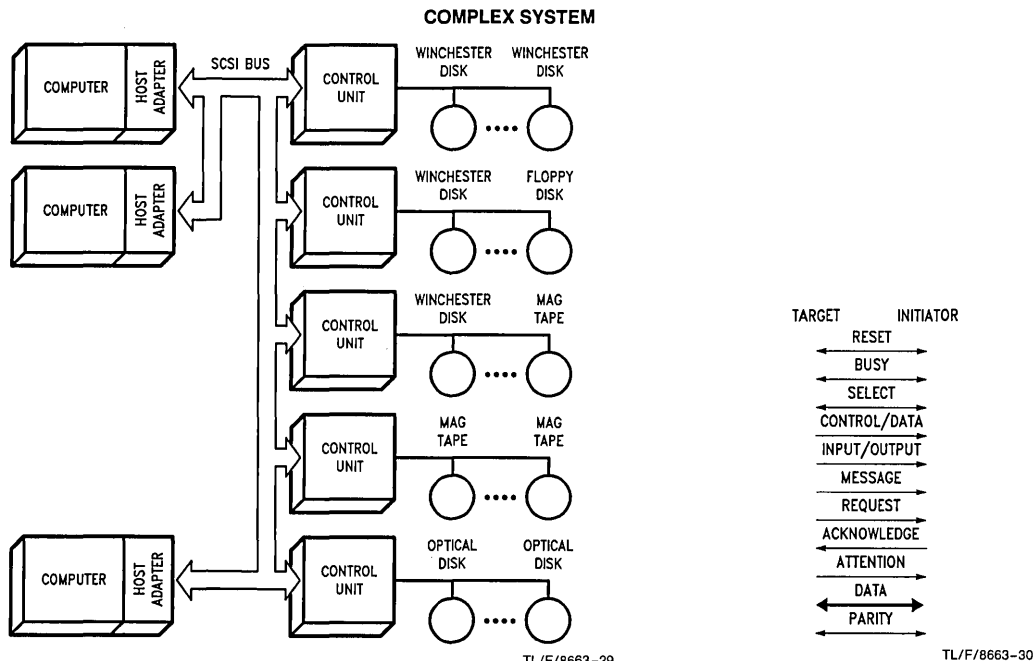 COMPLEX SYSTEM
COMPUTER
HOST
ADAPTER
SCSI BUS
CONTROL
UNIT
WINCHESTER
DISK
WINCHESTER
DISK
COMPUTER
HOST
ADAPTER
CONTROL
UNIT
WINCHESTER
DISK
FLOPPY
DISK
CONTROL
UNIT
WINCHESTER
DISK
MAG
TAPE
CONTROL
UNIT
MAG
TAPE
MAG
TAPE
COMPUTER
HOST
ADAPTER
CONTROL
UNIT
OPTICAL
DISK
OPTICAL
DISK
TL/F/8663-29
TARGET INITIATOR
RESET
BUSY
SELECT
CONTROL/DATA
INPUT/OUTPUT
MESSAGE
REQUEST
ACKNOWLEDGE
ATTENTION
DATA
PARITY
TL/F/8663-30